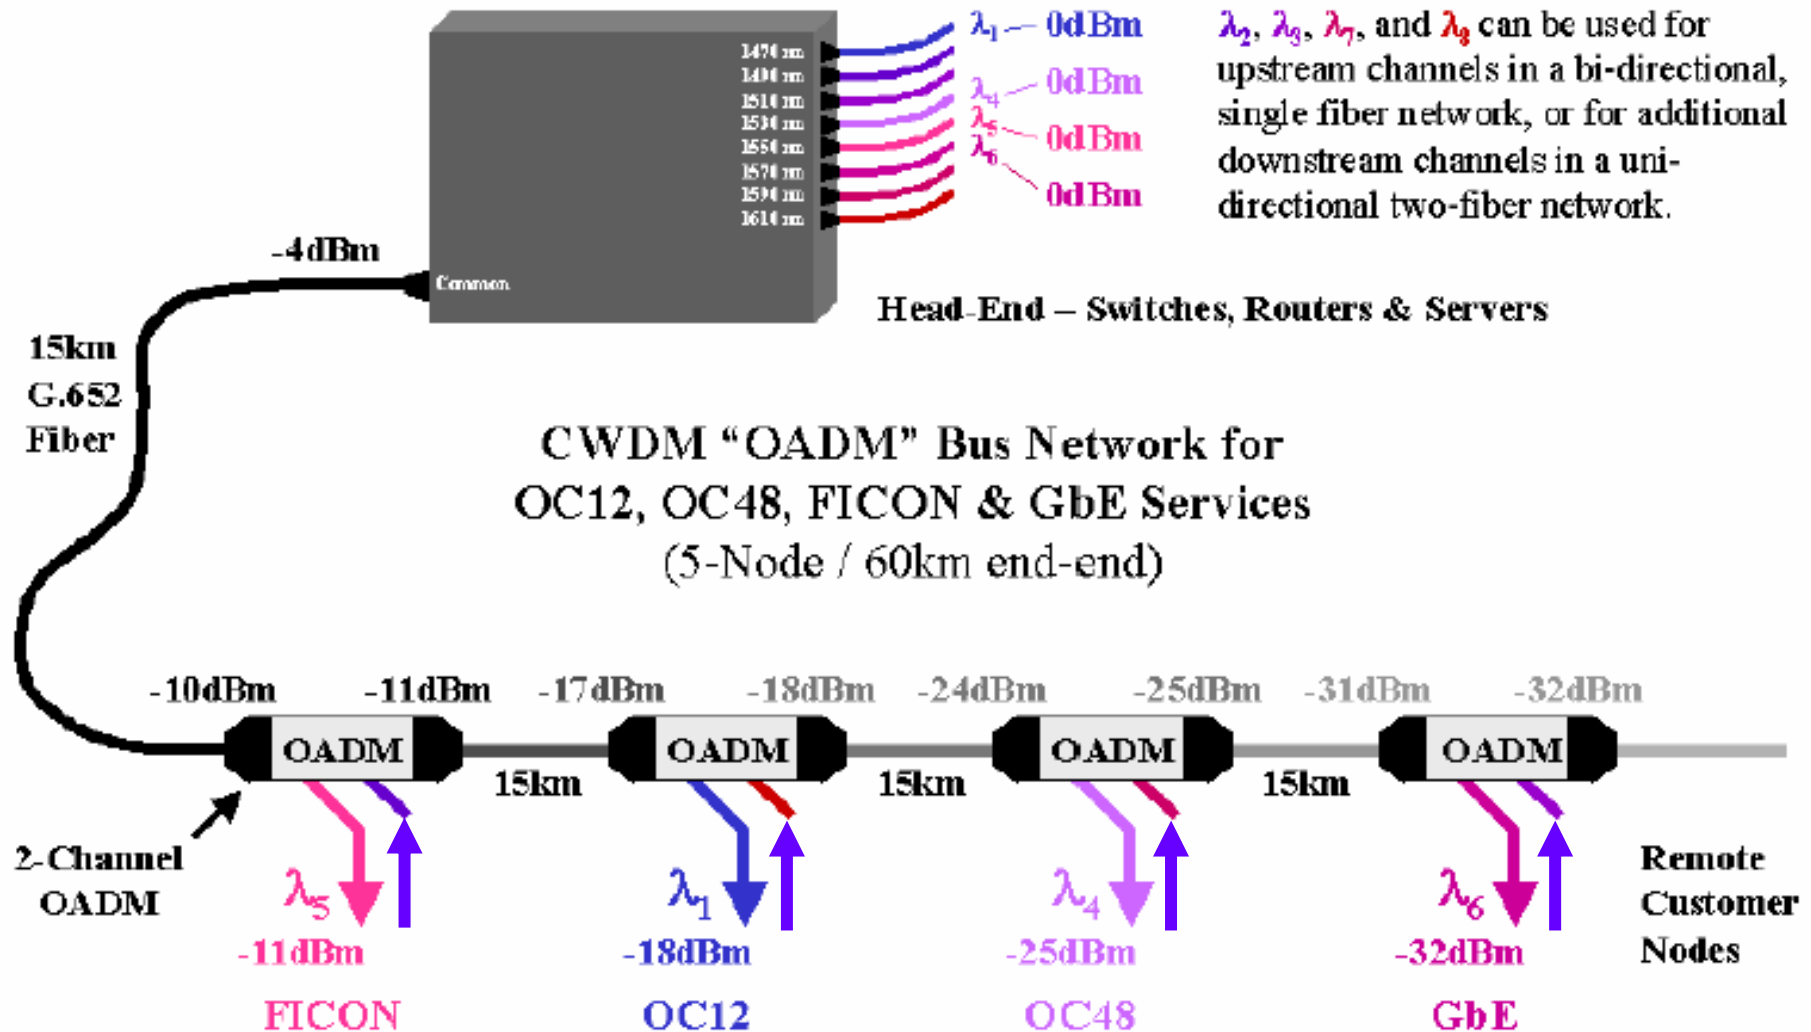 1470 nm
1490 nm
1510 nm
1530 nm
1550 nm
1570 nm
1590 nm
1610 nm
Common
λ1 0dBm
λ4 0dBm
λ5 0dBm
λ6 0dBm
λ2, λ3, λ7, and λ8 can be used for
upstream channels in a bi-directional,
single fiber network, or for additional
downstream channels in a uni-
directional two-fiber network.
-4dBm
Head-End – Switches, Routers & Servers
15km
G.652
Fiber
CWDM “OADM” Bus Network for
OC12, OC48, FICON & GbE Services
(5-Node / 60km end-end)
-10dBm -11dBm -17dBm -18dBm -24dBm -25dBm -31dBm -32dBm
OADM OADM OADM OADM
15km 15km 15km
2-Channel
OADM
λ5 λ1 λ4 λ6
-11dBm -18dBm -25dBm -32dBm
FICON OC12 OC48 GbE
Remote
Customer
Nodes